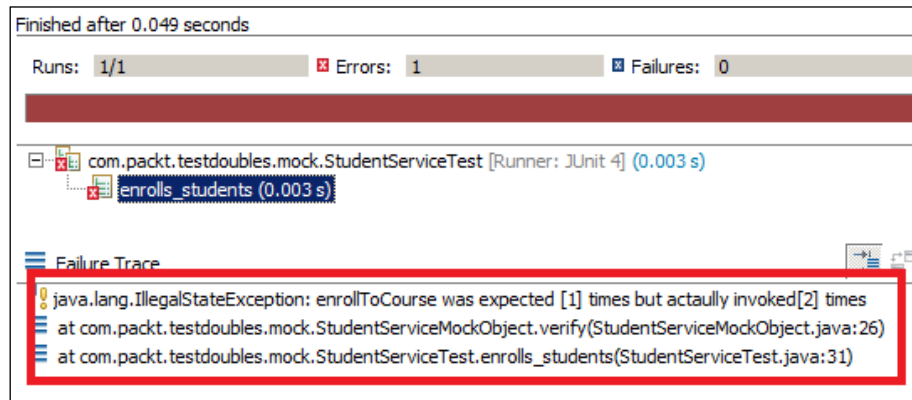 Finished after 0.049 seconds
Runs: 1/1 Errors: 1 Failures: 0
com.packt.testdoubles.mock.StudentServiceTest [Runner: JUnit 4] (0.003 s)
enrolls_students (0.003 s)
Failure Trace
java.lang.IllegalStateException: enrollToCourse was expected [1] times but actaully invoked[2] times
at com.packt.testdoubles.mock.StudentServiceMockObject.verify(StudentServiceMockObject.java:26)
at com.packt.testdoubles.mock.StudentServiceTest.enrolls_students(StudentServiceTest.java:31)